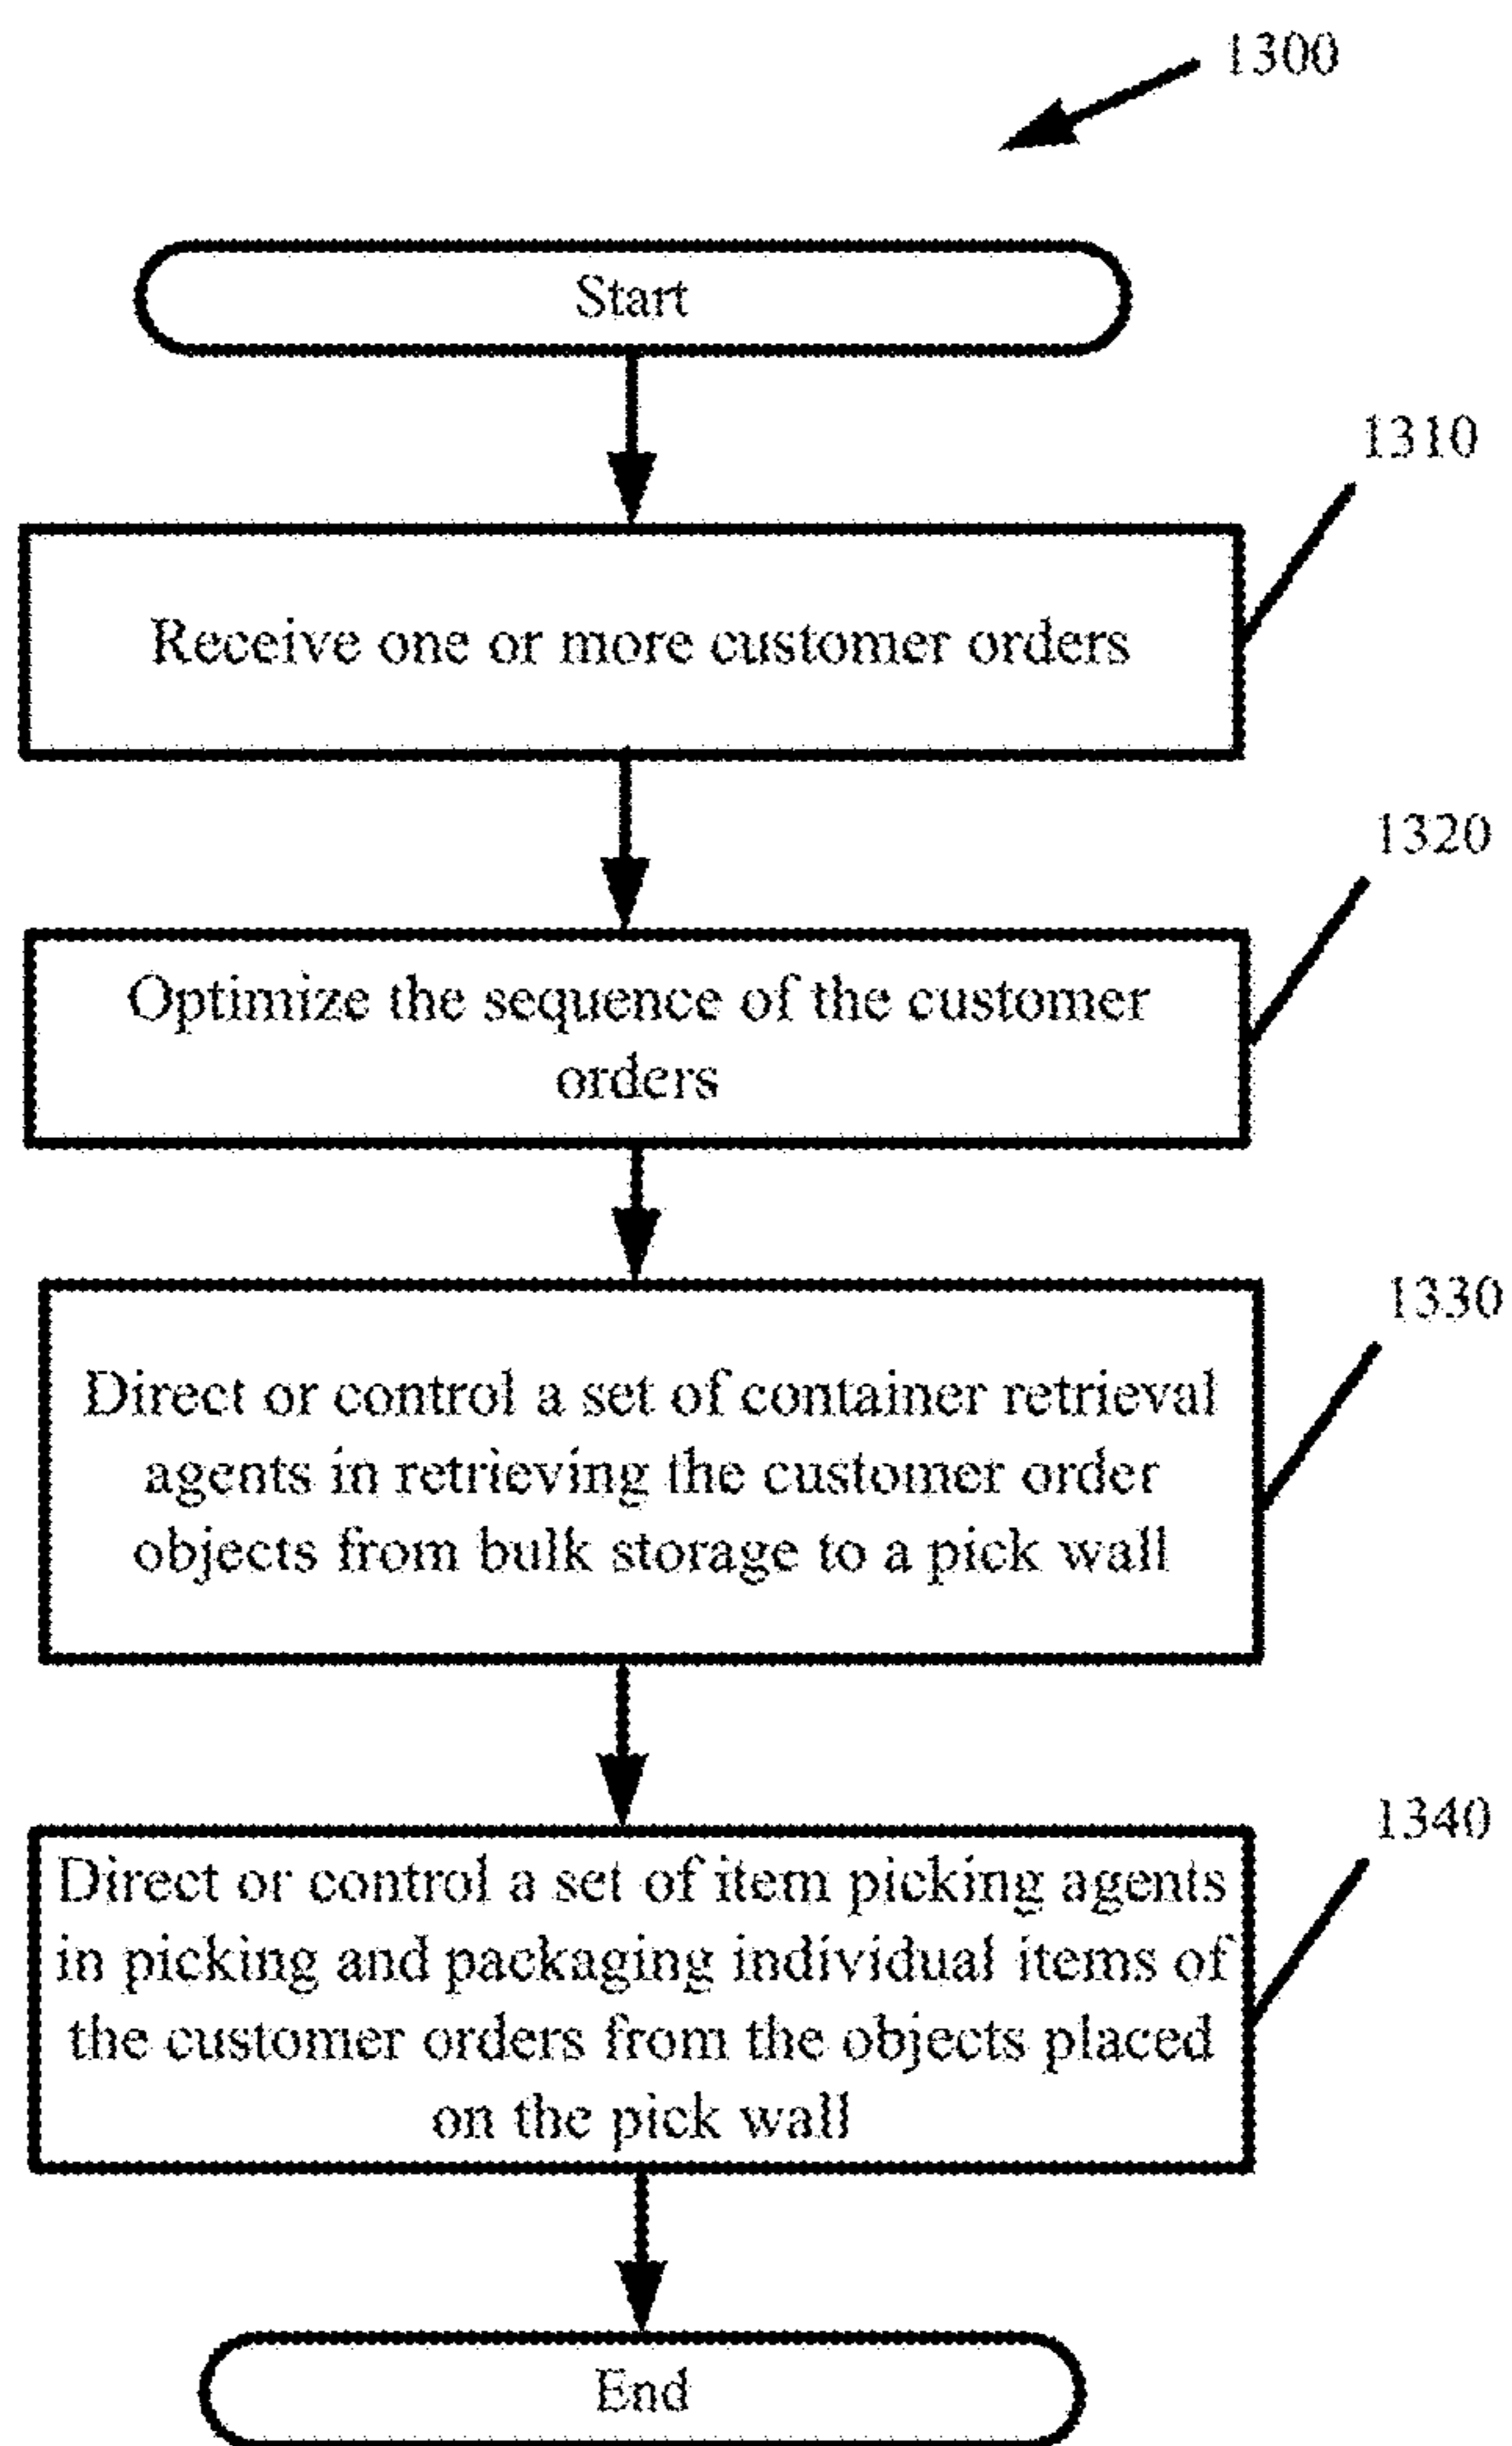 1300
Start
1310
Receive one or more customer orders
1320
Optimize the sequence of the customer
orders
1330
Direct or control a set of container retrieval
agents in retrieving the customer order
objects from bulk storage to a pick wall
1340
Direct or control a set of item picking agents
in picking and packaging individual items of
the customer orders from the objects placed
on the pick wall
End